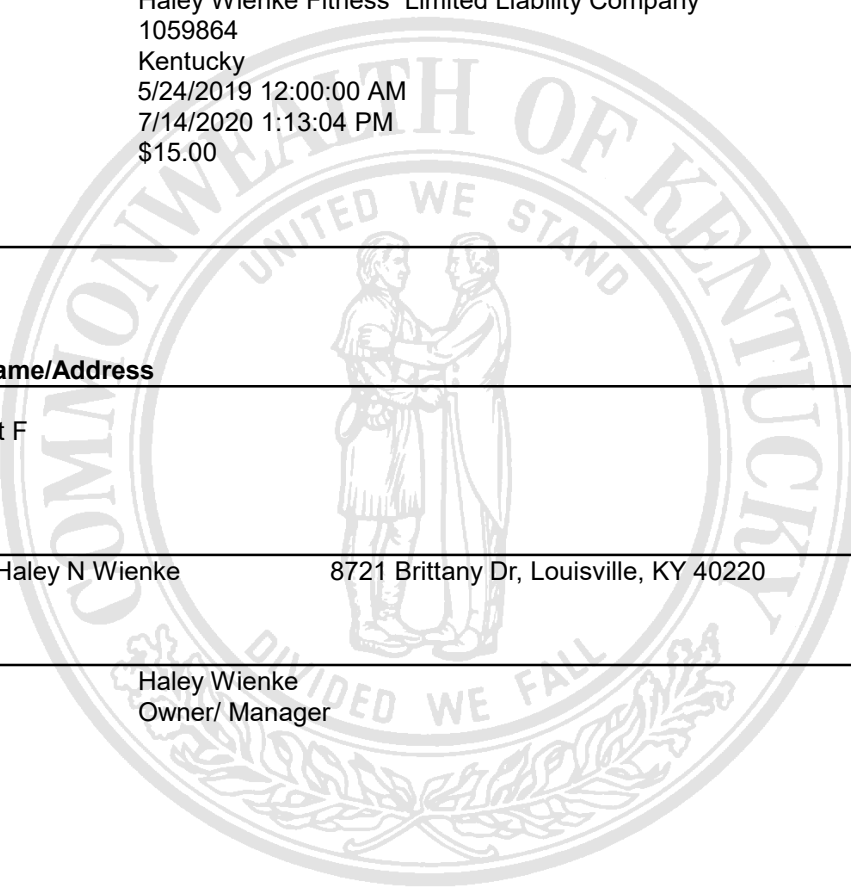 Haley Wienke Fitness Limited Liability Company
1059864
Kentucky
5/24/2019 12:00:00 AM
7/14/2020 1:13:04 PM
$15.00
COMMONWEALTH OF KENTUCKY
UNITED WE STAND
ame/Address
t F
Haley N Wienke 8721 Brittany Dr, Louisville, KY 40220
DIVIDED WE FALL
Haley Wienke
Owner/ Manager